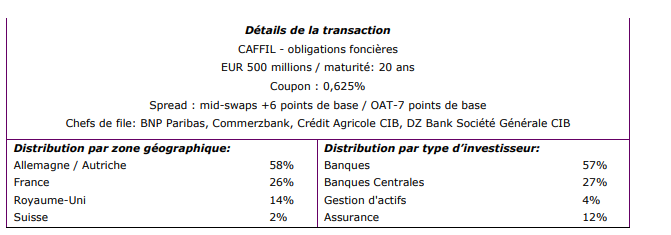 Détails de la transaction
CAFFIL - obligations foncières
EUR 500 millions / maturité: 20 ans
Coupon : 0,625%
Spread : mid-swaps +6 points de base / OAT-7 points de base
Chefs de file: BNP Paribas, Commerzbank, Crédit Agricole CIB, DZ Bank Société Générale CIB
Distribution par zone géographique:
Allemagne / Autriche 58%
France 26%
Royaume-Uni 14%
Suisse 2%
Distribution par type d'investisseur:
Banques 57%
Banques Centrales 27%
Gestion d'actifs 4%
Assurance 12%